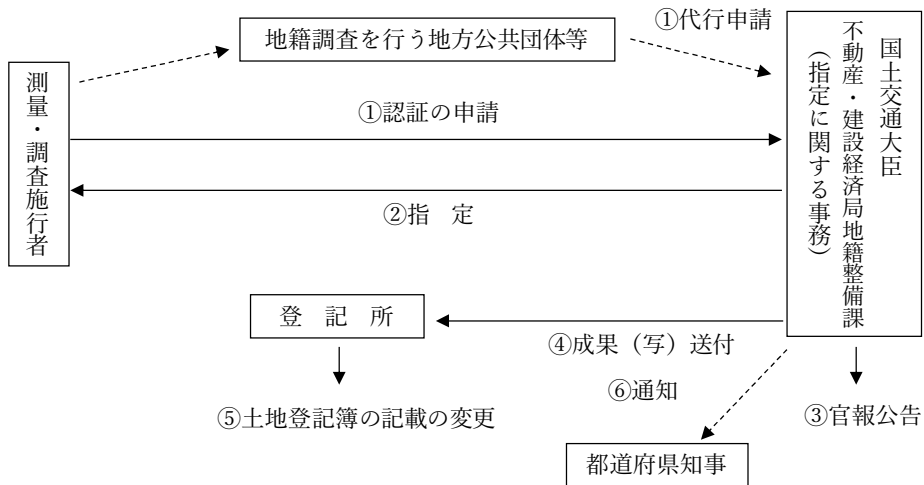 地籍調査を行う地方公共団体等
①代行申請
測量・調査施行者
①認証の申請
国土交通大臣
不動産・建設経済局地籍整備課
（指定に関する事務）
②指　定
登　記　所
④成果（写）送付
⑥通知
⑤土地登記簿の記載の変更
③官報公告
都道府県知事